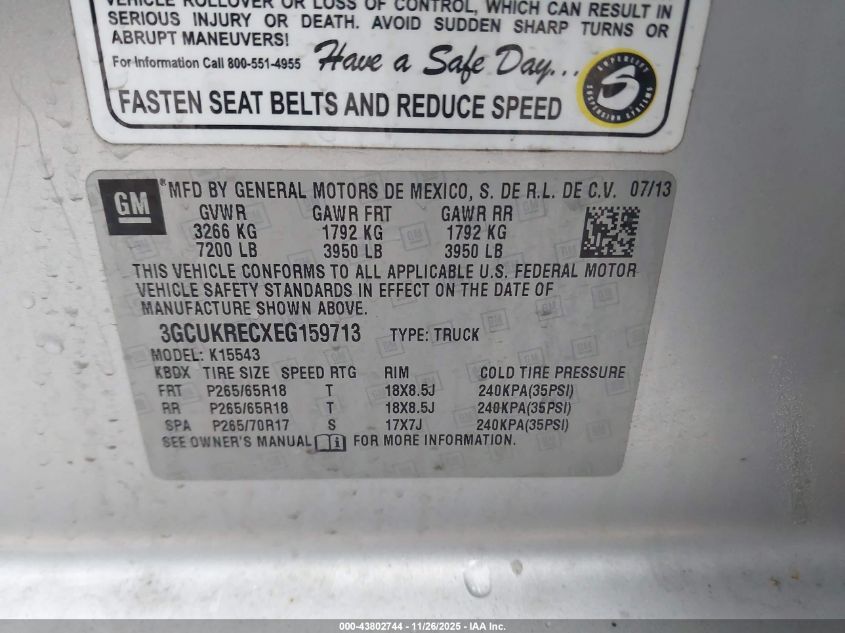 VEHICLE ROLLOVER OR LOSS OF CONTROL, WHICH CAN RESULT IN
SERIOUS INJURY OR DEATH. AVOID SUDDEN SHARP TURNS OR
ABRUPT MANEUVERS!
For Information Call 800-551-4955 Have a Safe Day...
FASTEN SEAT BELTS AND REDUCE SPEED
SUPERLIFT S SUSPENSION SYSTEMS
GM ® MFD BY GENERAL MOTORS DE MEXICO, S. DE R.L. DE C.V. 07/13
GVWR GAWR FRT GAWR RR
3266 KG 1792 KG 1792 KG
7200 LB 3950 LB 3950 LB
THIS VEHICLE CONFORMS TO ALL APPLICABLE U.S. FEDERAL MOTOR
VEHICLE SAFETY STANDARDS IN EFFECT ON THE DATE OF
MANUFACTURE SHOWN ABOVE.
3GCUKRECXEG159713 TYPE: TRUCK
MODEL: K15543
KBDX TIRE SIZE SPEED RTG RIM COLD TIRE PRESSURE
FRT P265/65R18 T 18X8.5J 240KPA(35PSI)
RR P265/65R18 T 18X8.5J 240KPA(35PSI)
SPA P265/70R17 S 17X7J 240KPA(35PSI)
SEE OWNER'S MANUAL FOR MORE INFORMATION.
000-43802744 - 11/26/2025 - IAA Inc.